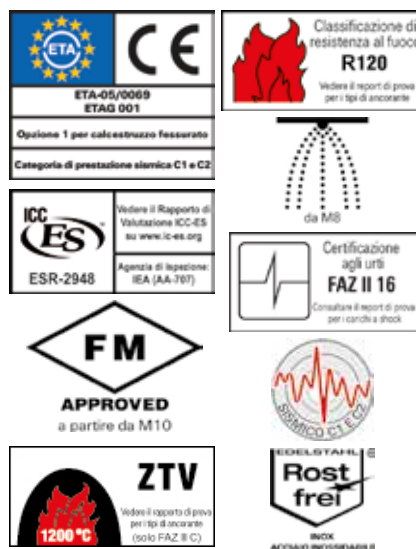 ETA
CE
ETA-05/0069
ETAG 001
Opzione 1 per calcestruzzo fessurato
Categoria di prestazione sismica C1 e C2
Classificazione di
resistenza al fuoco
R120
Vedere il report di prova
per i tipi di ancorante
da M8
ICC
ES
ESR-2948
Vedere il Rapporto di
Valutazione ICC-ES
su www.ic-es.org
Agenzia di ispezione:
IEA (AA-707)
Certificazione
agli urti
FAZ II 16
Consultare il report di prova
per i carichi a shock
FM
APPROVED
a partire da M10
SISMICO C1 E C2
ZTV
Vedere il rapporto di prova
per i tipi di ancorante
(solo FAZ II C)
1200 °C
EDELSTAHL
Rost
frei
INOX
ACCIAIO INOSSIDABILE